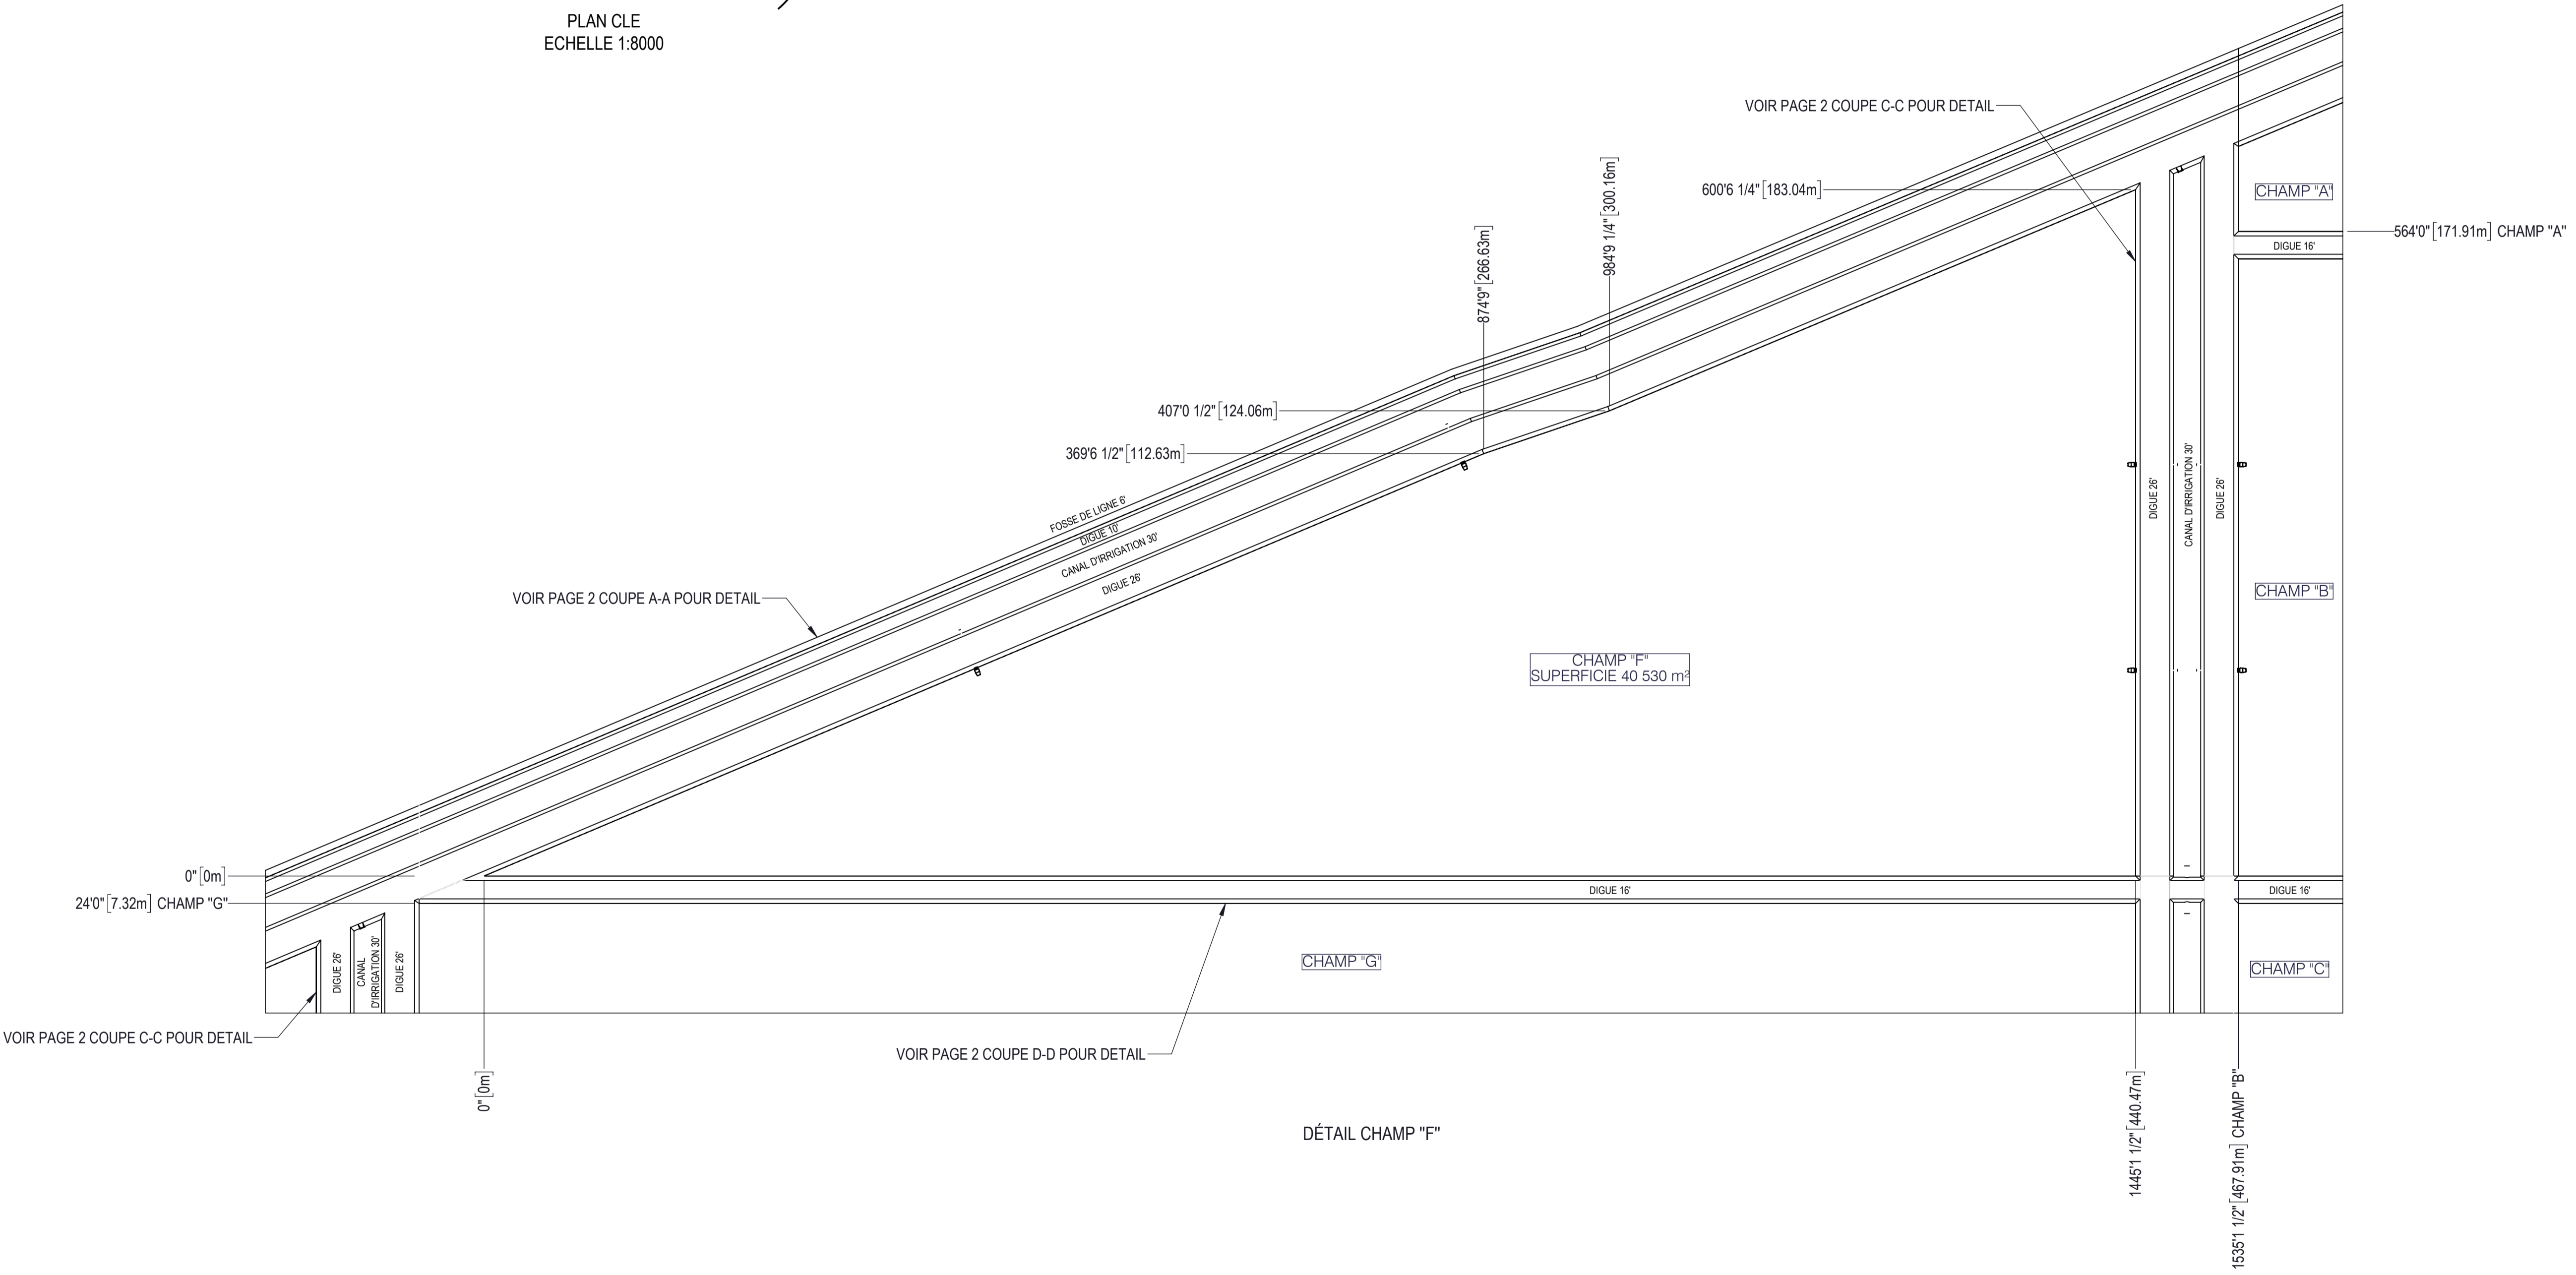 PLAN CLE
ECHELLE 1:8000
VOIR PAGE 2 COUPE C-C POUR DETAIL
600'6 1/4" [183.04m]
984'9 1/4" [300.16m]
874'9" [266.63m]
CHAMP "A"
564'0" [171.91m] CHAMP "A"
DIGUE 16'
407'0 1/2" [124.06m]
369'6 1/2" [112.63m]
FOSSE DE LIGNE 6'
DIGUE 10'
CANAL D'IRRIGATION 30'
DIGUE 26'
DIGUE 26'
CANAL D'IRRIGATION 30'
DIGUE 26'
VOIR PAGE 2 COUPE A-A POUR DETAIL
CHAMP "B"
CHAMP "F"
SUPERFICIE 40 530 m²
0" [0m]
24'0" [7.32m] CHAMP "G"
DIGUE 16'
DIGUE 16'
DIGUE 26'
CANAL
D'IRRIGATION 30'
DIGUE 26'
CHAMP "G"
CHAMP "C"
VOIR PAGE 2 COUPE C-C POUR DETAIL
VOIR PAGE 2 COUPE D-D POUR DETAIL
0" [0m]
1445'1 1/2" [440.47m]
1535'1 1/2" [467.91m] CHAMP "B"
DÉTAIL CHAMP "F"